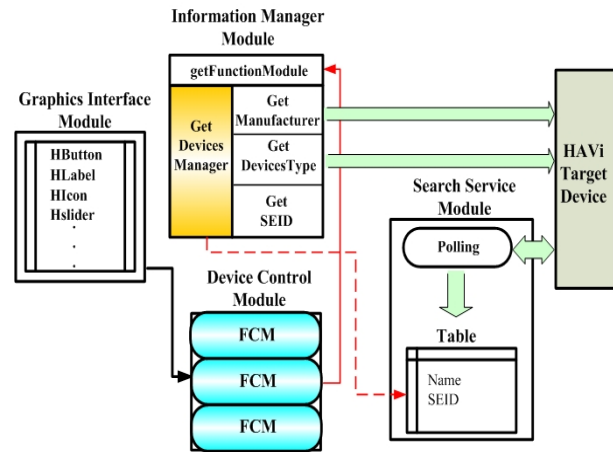 Information Manager
Module
getFunctionModule
Get
Devices
Manager
Get
Manufacturer
Get
DevicesType
Get
SEID
Graphics Interface
Module
HButton
HLabel
HIcon
Hslider
.
.
.
HAVi
Target
Device
Search Service
Module
Polling
Table
Name
SEID
Device Control
Module
FCM
FCM
FCM